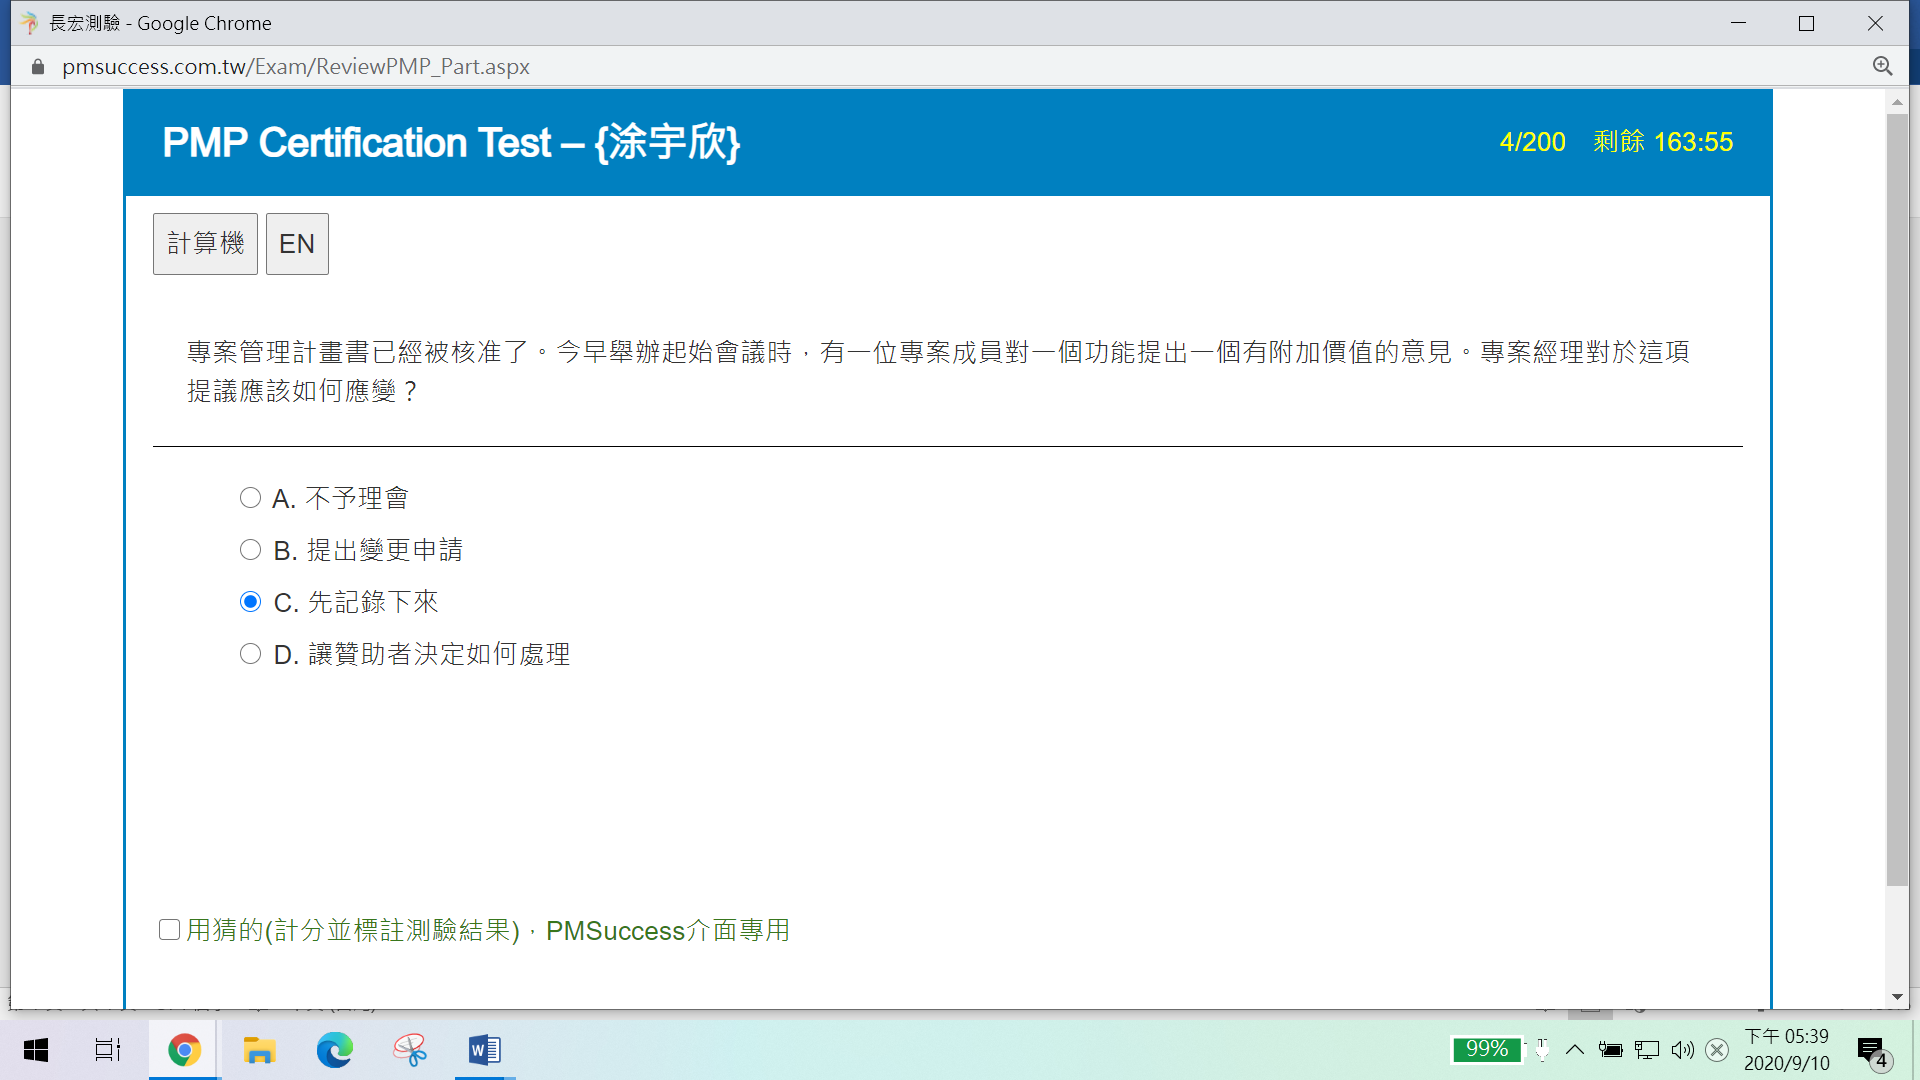 長宏測驗 - Google Chrome
pmsuccess.com.tw/Exam/ReviewPMP_Part.aspx
PMP Certification Test – {涂宇欣}
4/200 剩餘 163:55
計算機 EN
專案管理計畫書已經被核准了。今早舉辦起始會議時，有一位專案成員對一個功能提出一個有附加價值的意見。專案經理對於這項
提議應該如何應變？
A. 不予理會
B. 提出變更申請
C. 先記錄下來
D. 讓贊助者決定如何處理
用猜的(計分並標註測驗結果)，PMSuccess介面專用
99%
下午 05:39
2020/9/10
4